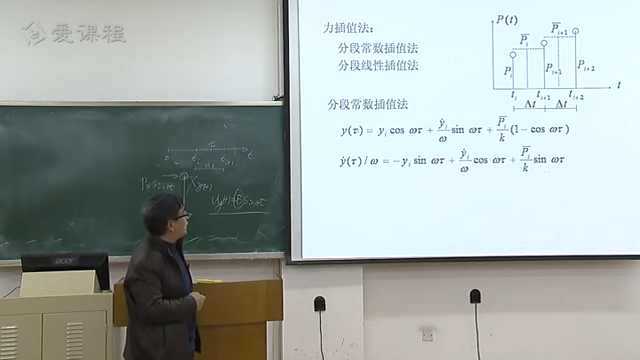 爱课程
力插值法:
分段常数插值法
分段线性插值法
P(t)
P̄ᵢ
P̄ᵢ₊₁
Pᵢ
Pᵢ₊₁
Pᵢ₊₂
tᵢ tᵢ₊₁ tᵢ₊₂ t
Δt Δt
分段常数插值法
y(τ) = yᵢ cos ωτ + ẏᵢ/ω sin ωτ + P̄ᵢ/k (1 − cos ωτ)
ẏ(τ) / ω = −yᵢ sin ωτ + ẏᵢ/ω cos ωτ + P̄ᵢ/k sin ωτ
acer